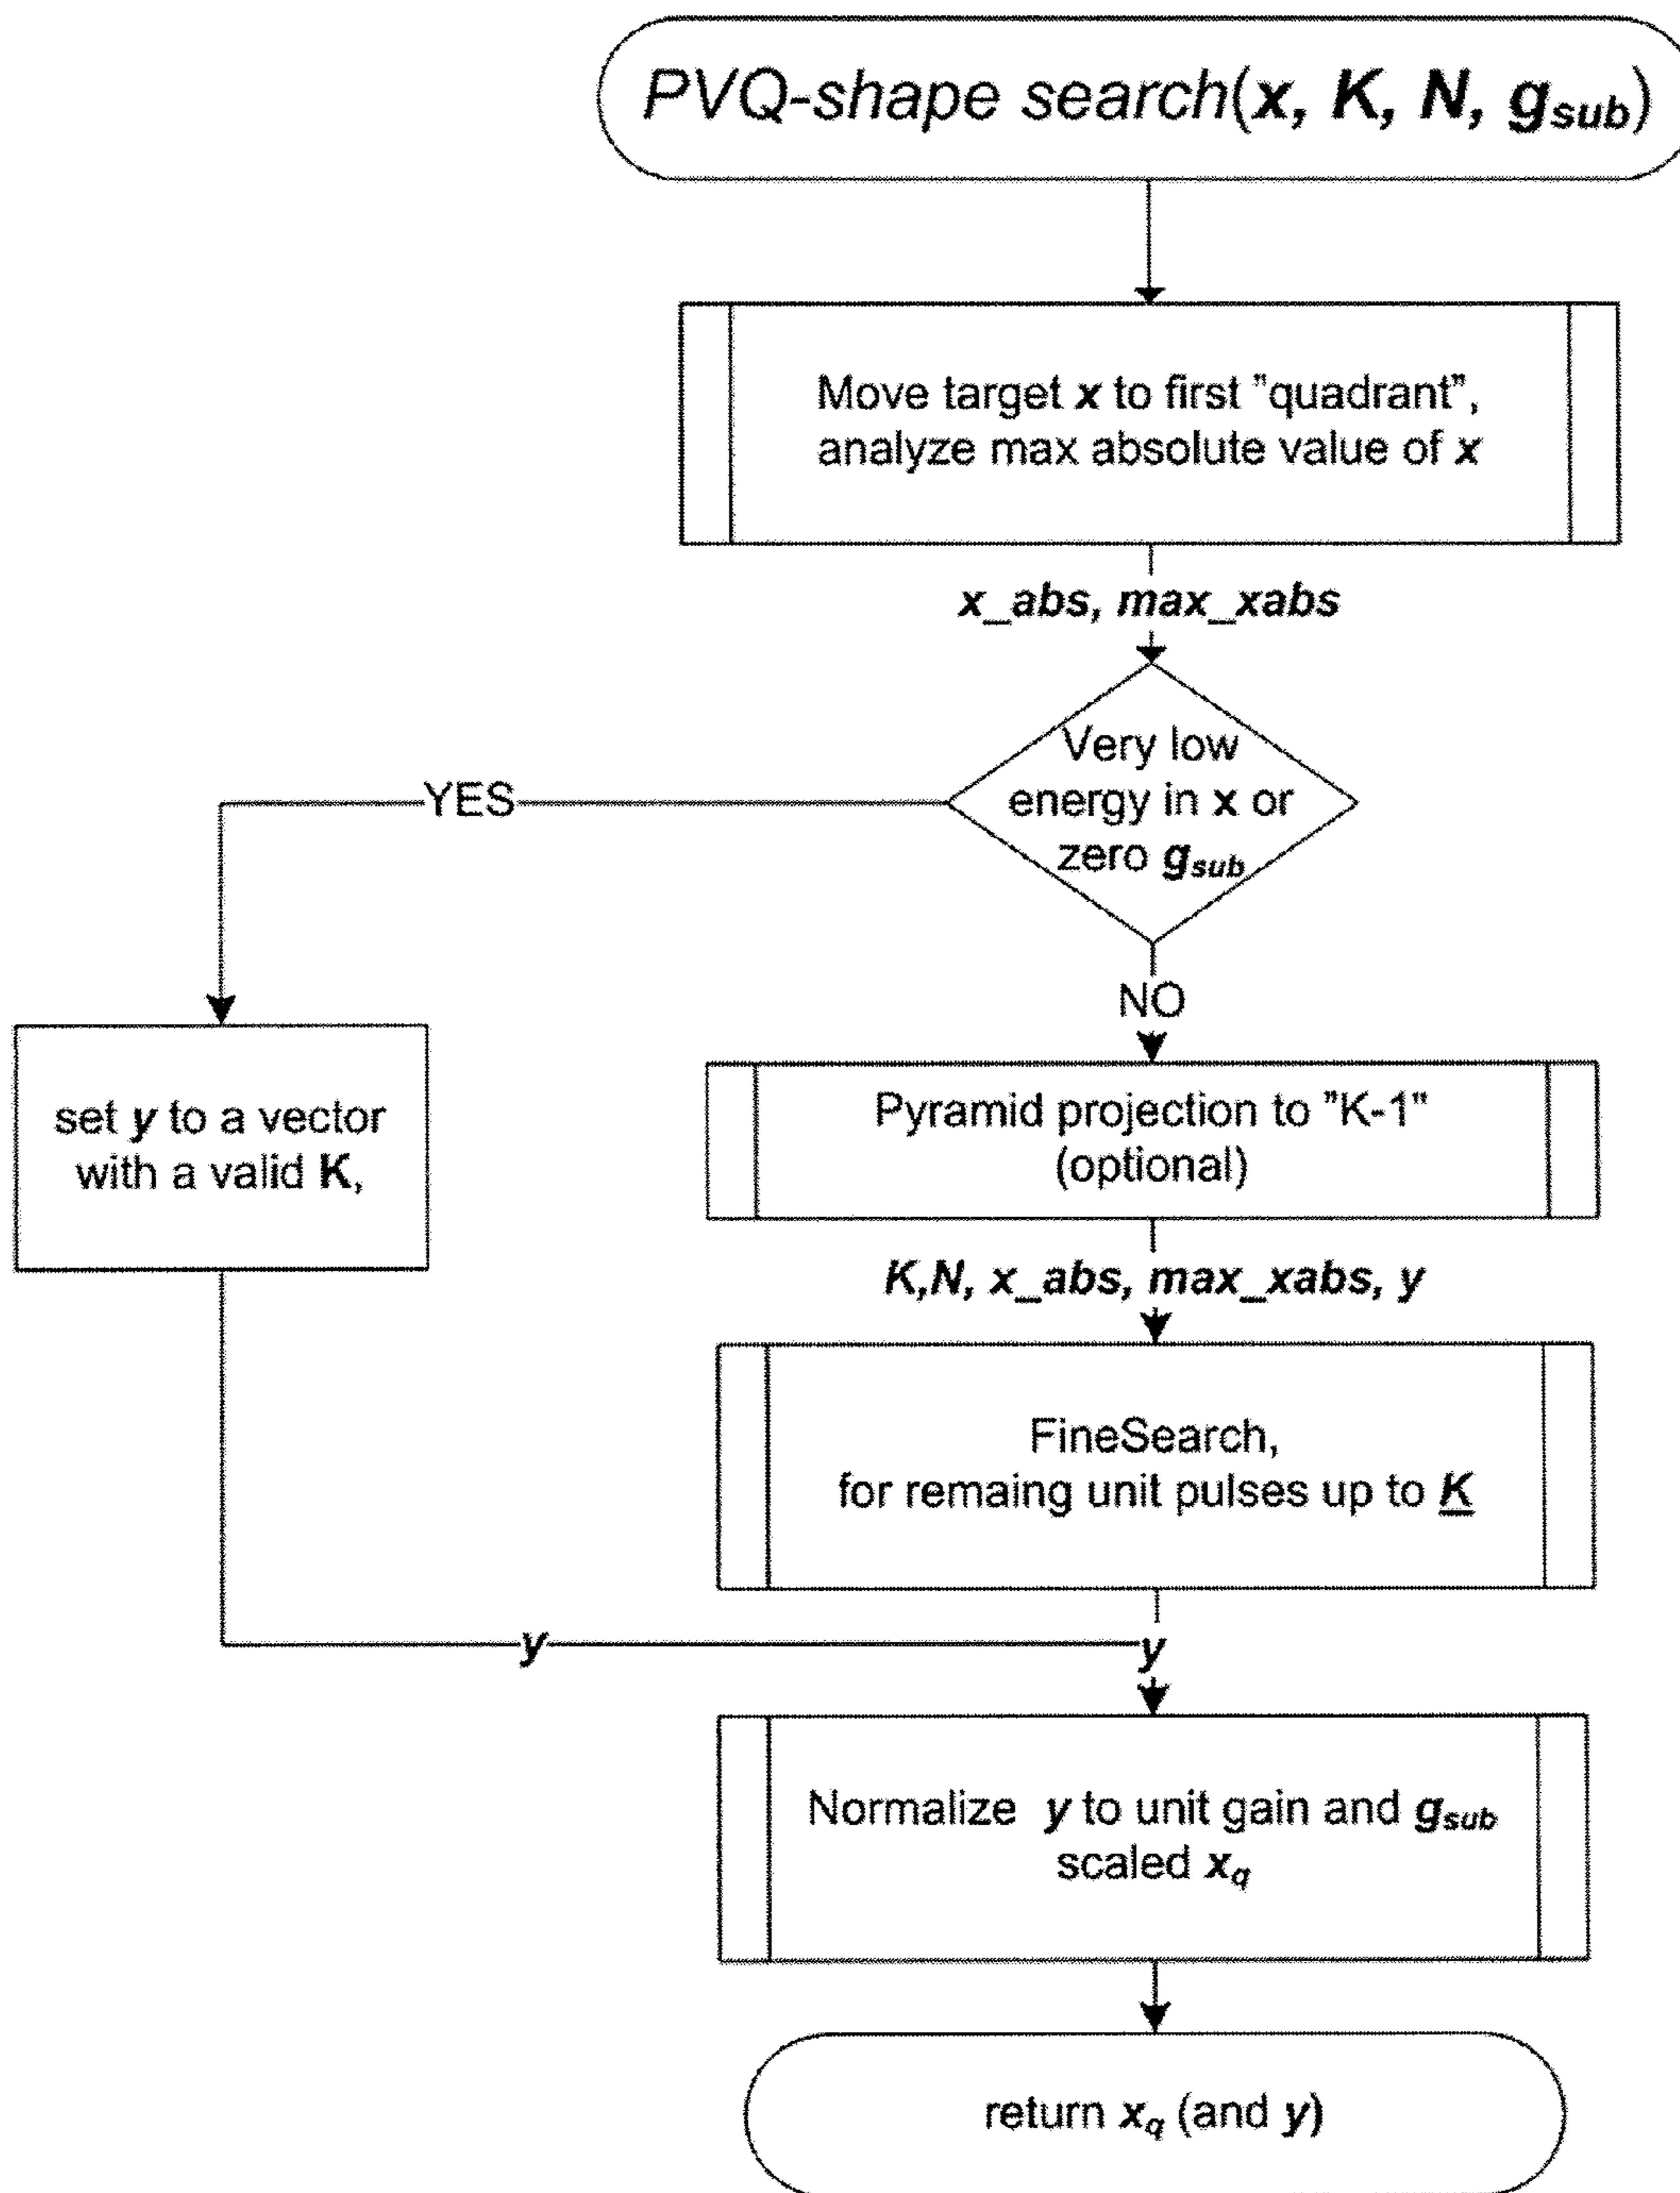 PVQ-shape search(x, K, N, gsub)
Move target x to first "quadrant",
analyze max absolute value of x
x_abs, max_xabs
Very low
energy in x or
zero gsub
YES
NO
set y to a vector
with a valid K,
Pyramid projection to "K-1"
(optional)
K,N, x_abs, max_xabs, y
FineSearch,
for remaing unit pulses up to K
y
y
Normalize y to unit gain and gsub
scaled xq
return xq (and y)